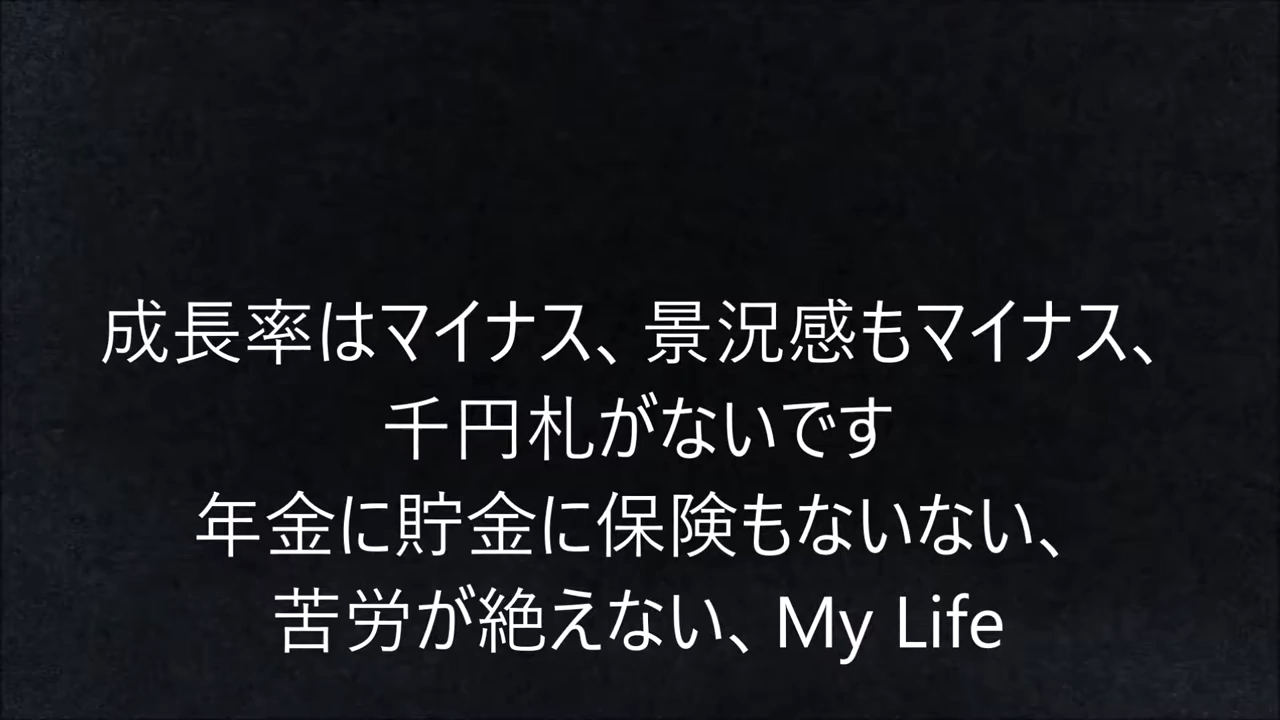 成長率はマイナス、景況感もマイナス、
千円札がないです
年金に貯金に保険もないない、
苦労が絶えない、My Life